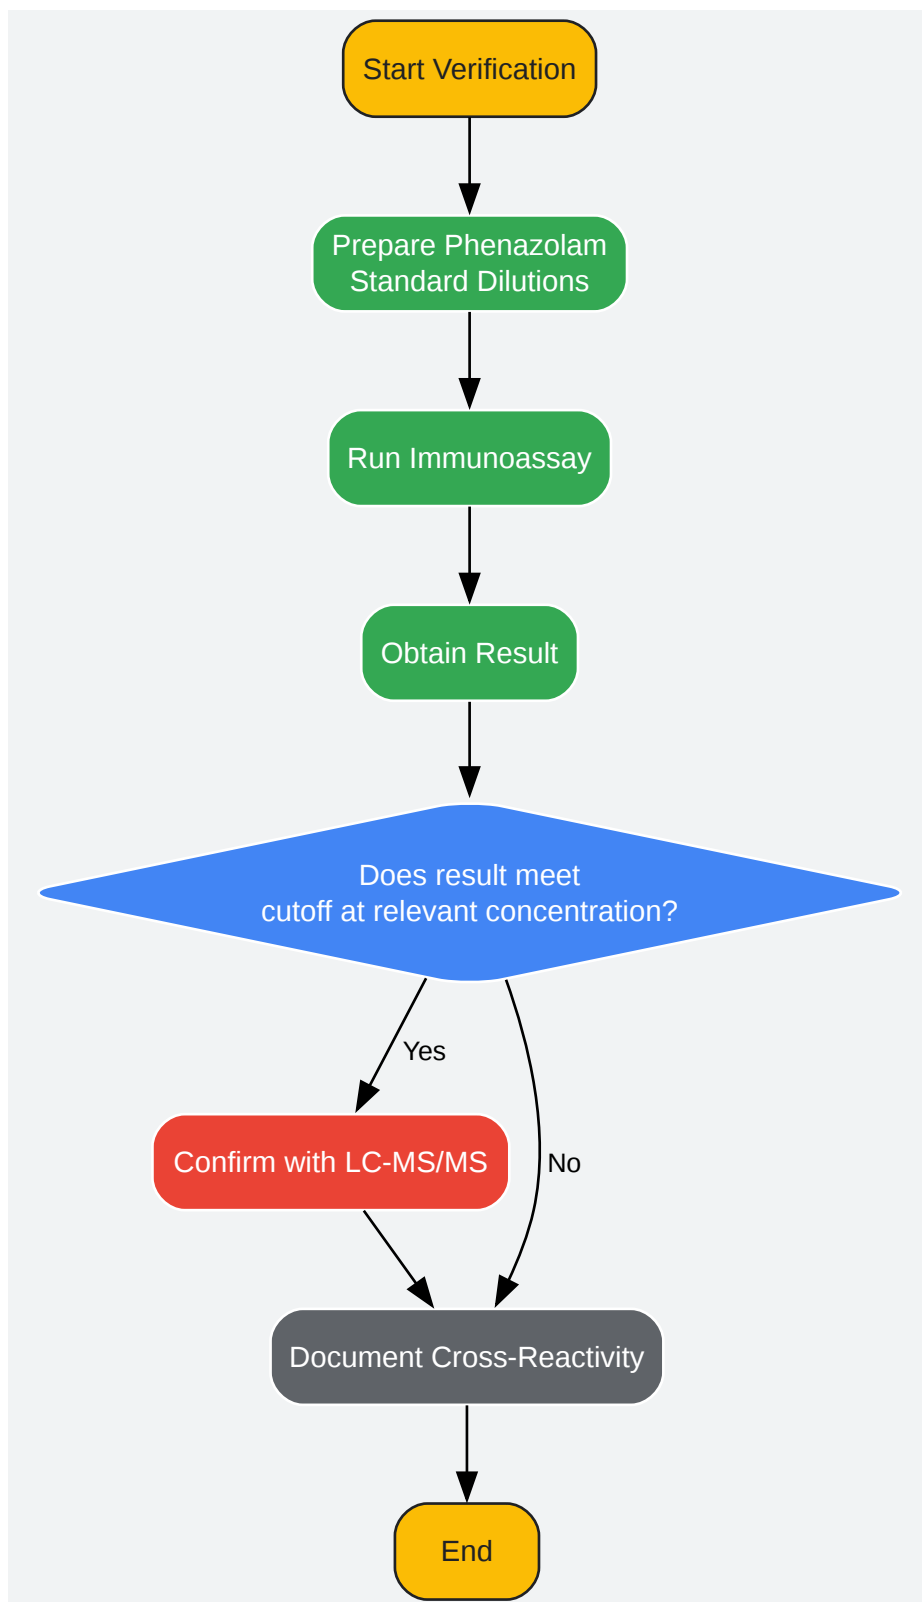 Start Verification
Prepare Phenazolam
Standard Dilutions
Run Immunoassay
Obtain Result
Does result meet
cutoff at relevant concentration?
Yes
Confirm with LC-MS/MS
No
Document Cross-Reactivity
End